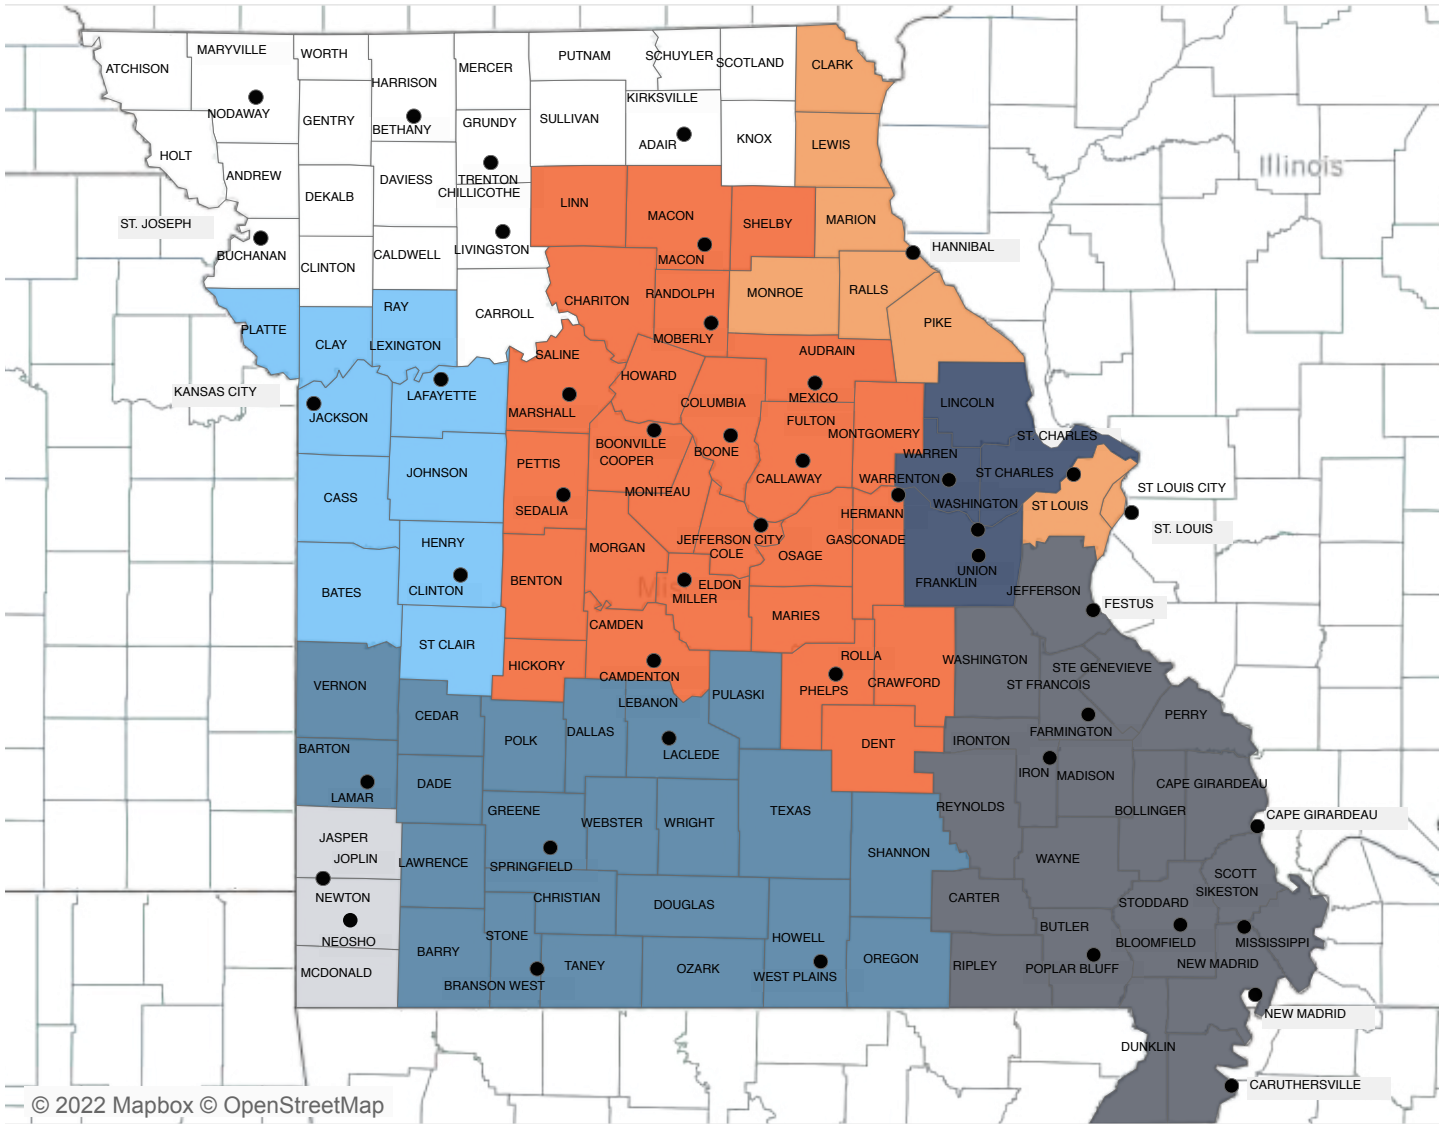 MARYVILLE
WORTH
PUTNAM
SCHUYLER
SCOTLAND
CLARK
ATCHISON
HARRISON
MERCER
NODAWAY
KIRKSVILLE
GENTRY
BETHANY
GRUNDY
SULLIVAN
ADAIR
KNOX
LEWIS
HOLT
ANDREW
DEKALB
DAVIESS
TRENTON
CHILLICOTHE
Illinois
LINN
MACON
SHELBY
MARION
ST. JOSEPH
BUCHANAN
CLINTON
CALDWELL
LIVINGSTON
MACON
HANNIBAL
PLATTE
RAY
CARROLL
CHARITON
RANDOLPH
MONROE
RALLS
PIKE
CLAY
LEXINGTON
MOBERLY
SALINE
AUDRAIN
KANSAS CITY
JACKSON
LAFAYETTE
HOWARD
COLUMBIA
MEXICO
LINCOLN
MARSHALL
FULTON
MONTGOMERY
ST. CHARLES
BOONVILLE
COOPER
BOONE
WARREN
JOHNSON
PETTIS
CALLAWAY
WARRENTON
ST CHARLES
ST LOUIS CITY
CASS
MONITEAU
SEDALIA
HERMANN
WASHINGTON
ST LOUIS
ST. LOUIS
HENRY
MORGAN
JEFFERSON CITY
COLE
OSAGE
GASCONADE
UNION
BATES
CLINTON
BENTON
Mis
ELDON
MILLER
FRANKLIN
JEFFERSON
FESTUS
CAMDEN
MARIES
ST CLAIR
HICKORY
CAMDENTON
ROLLA
PHELPS
CRAWFORD
WASHINGTON
STE GENEVIEVE
ST FRANCOIS
VERNON
CEDAR
LEBANON
PULASKI
PERRY
BARTON
POLK
DALLAS
LACLEDE
DENT
IRONTON
FARMINGTON
LAMAR
DADE
IRON
MADISON
CAPE GIRARDEAU
GREENE
WEBSTER
WRIGHT
TEXAS
REYNOLDS
BOLLINGER
CAPE GIRARDEAU
JASPER
JOPLIN
LAWRENCE
SPRINGFIELD
SHANNON
WAYNE
SCOTT
SIKESTON
NEWTON
CHRISTIAN
DOUGLAS
CARTER
STODDARD
NEOSHO
BARRY
STONE
HOWELL
BUTLER
BLOOMFIELD
MISSISSIPPI
MCDONALD
BRANSON WEST
TANEY
OZARK
WEST PLAINS
OREGON
RIPLEY
POPLAR BLUFF
NEW MADRID
NEW MADRID
DUNKLIN
CARUTHERSVILLE
© 2022 Mapbox © OpenStreetMap